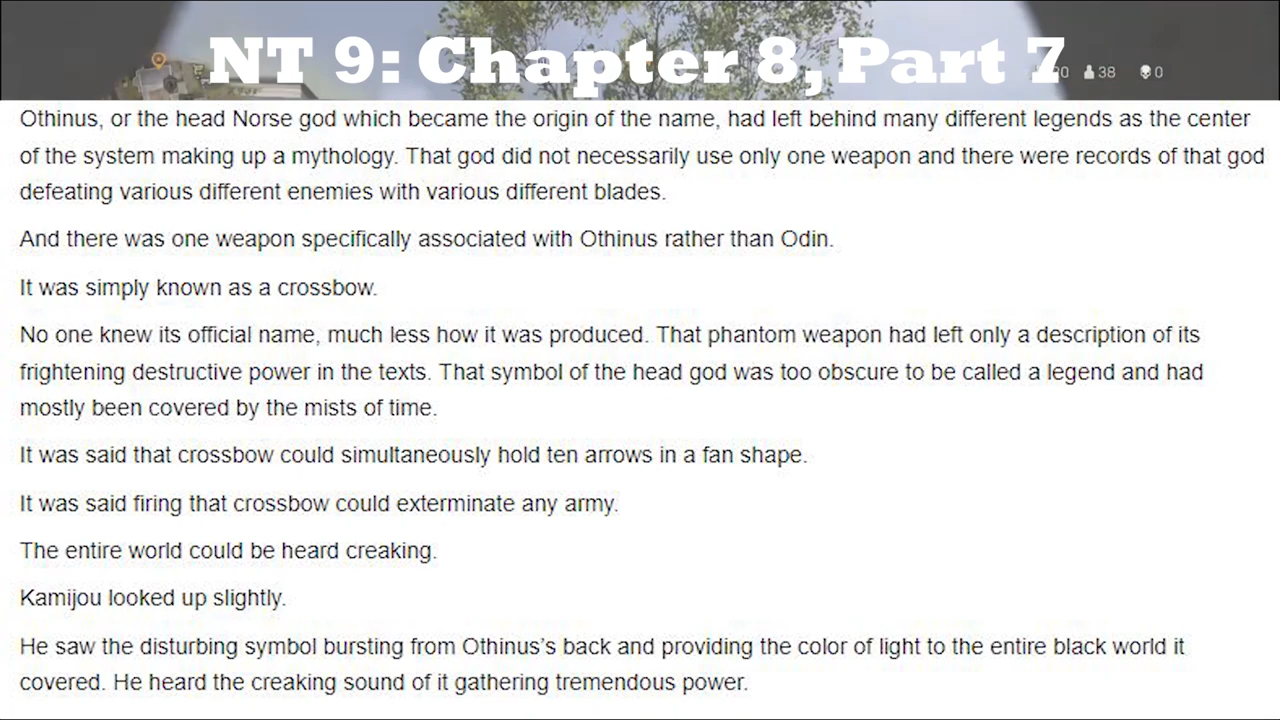 NT 9: Chapter 8, Part 7
38
0
Othinus, or the head Norse god which became the origin of the name, had left behind many different legends as the center
of the system making up a mythology. That god did not necessarily use only one weapon and there were records of that god
defeating various different enemies with various different blades.
And there was one weapon specifically associated with Othinus rather than Odin.
It was simply known as a crossbow.
No one knew its official name, much less how it was produced. That phantom weapon had left only a description of its
frightening destructive power in the texts. That symbol of the head god was too obscure to be called a legend and had
mostly been covered by the mists of time.
It was said that crossbow could simultaneously hold ten arrows in a fan shape.
It was said firing that crossbow could exterminate any army.
The entire world could be heard creaking.
Kamijou looked up slightly.
He saw the disturbing symbol bursting from Othinus’s back and providing the color of light to the entire black world it
covered. He heard the creaking sound of it gathering tremendous power.